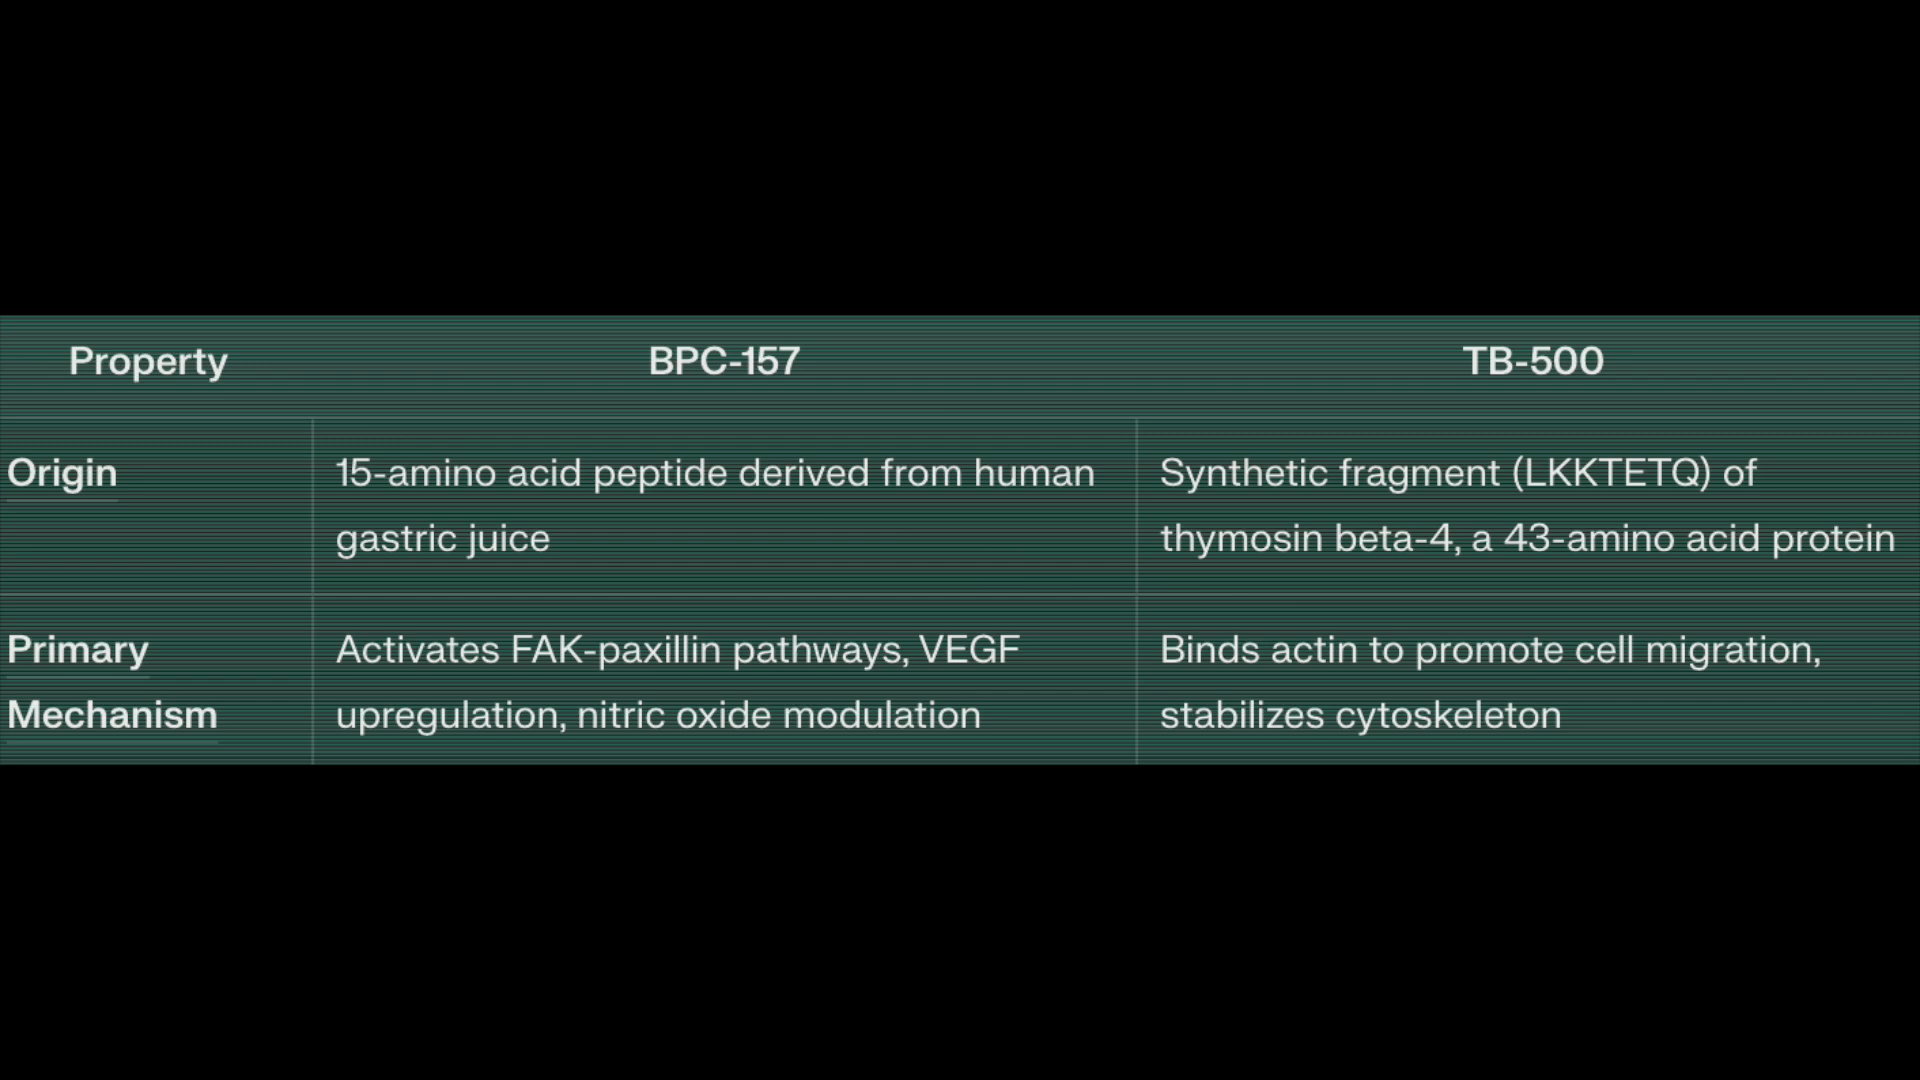 Property BPC-157 TB-500
Origin 15-amino acid peptide derived from human Synthetic fragment (LKKTETQ) of
gastric juice thymosin beta-4, a 43-amino acid protein
Primary Activates FAK-paxillin pathways, VEGF Binds actin to promote cell migration,
Mechanism upregulation, nitric oxide modulation stabilizes cytoskeleton